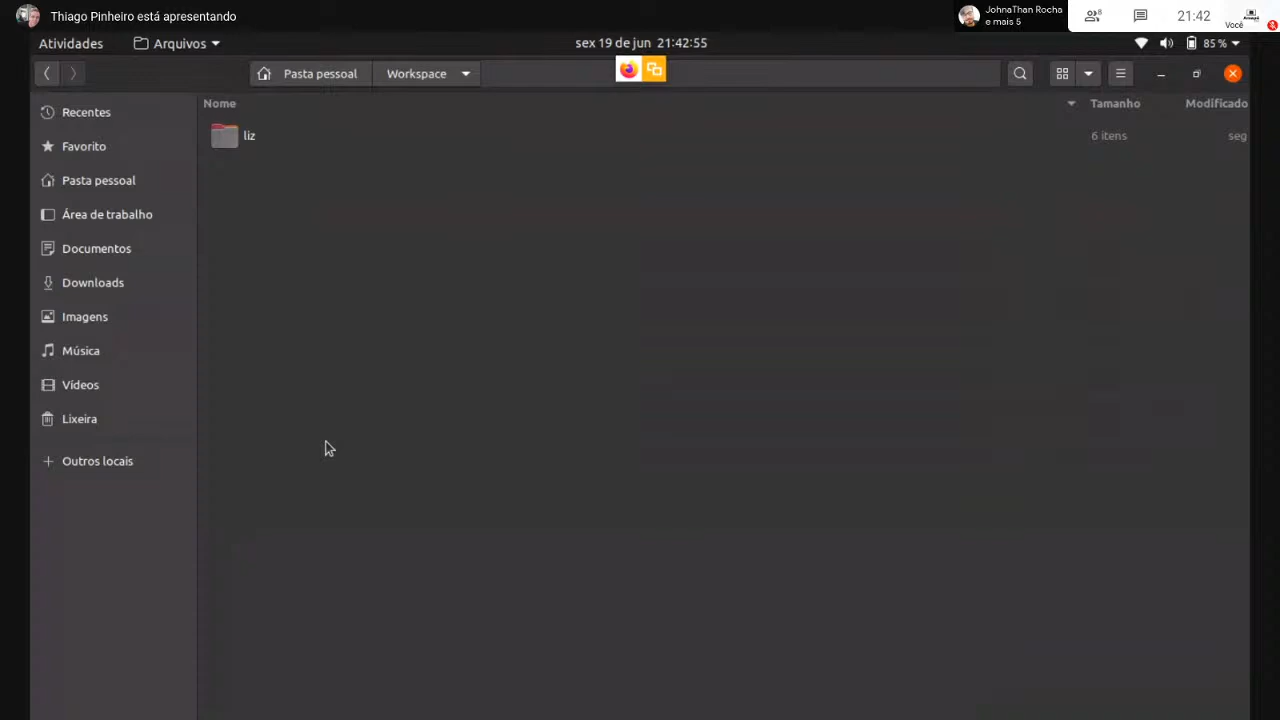 Thiago Pinheiro está apresentando
JohnaThan Rocha
e mais 5
8
21:42
Você
Atividades
Arquivos
sex 19 de jun 21:42:55
85 %
Pasta pessoal
Workspace
Recentes
Favorito
Pasta pessoal
Área de trabalho
Documentos
Downloads
Imagens
Música
Vídeos
Lixeira
Outros locais
Nome
Tamanho
Modificado
liz
6 itens
seg